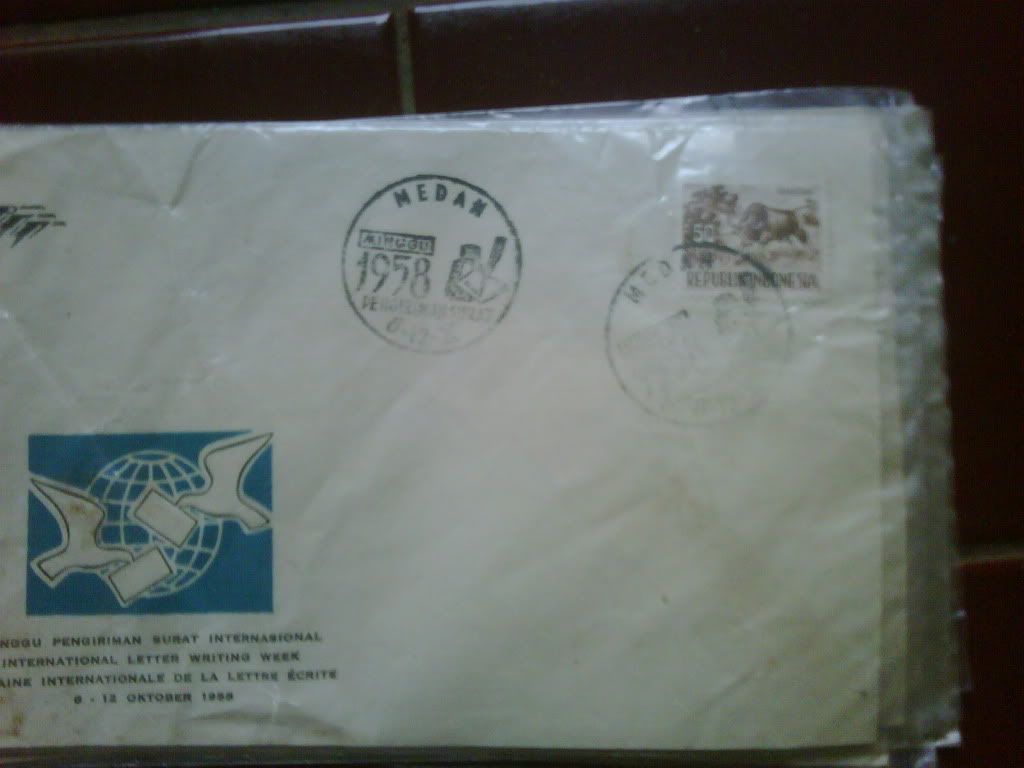 MEDAN
MINGGU
1958
PENGIRIMAN SURAT
50
REPUBLIK INDONESIA
MEDAN
NGGU PENGIRIMAN SURAT INTERNASIONAL
INTERNATIONAL LETTER WRITING WEEK
AINE INTERNATIONALE DE LA LETTRE ÉCRITE
6 - 12 OKTOBER 1958